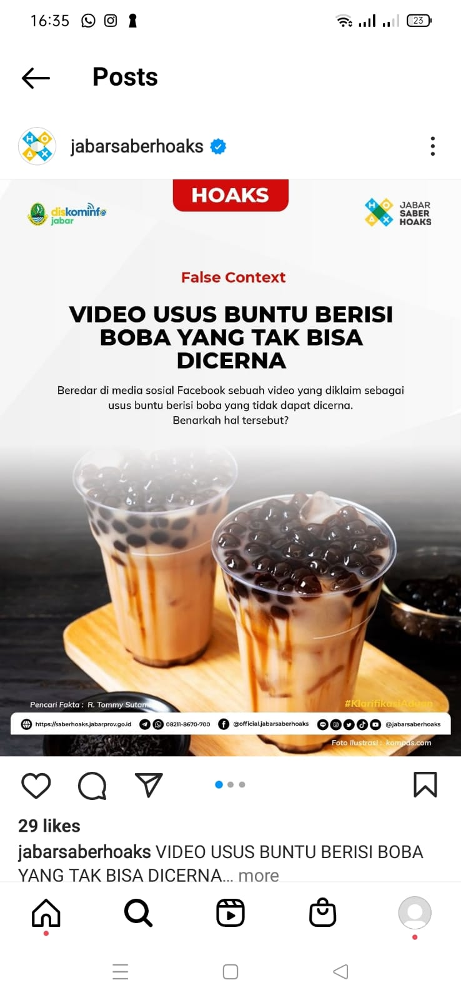 16:35
23
Posts
jabarsaberhoaks
HOAKS
diskominfo
jabar
H O A X
JABAR
SABER
HOAKS
False Context
VIDEO USUS BUNTU BERISI
BOBA YANG TAK BISA
DICERNA
Beredar di media sosial Facebook sebuah video yang diklaim sebagai
usus buntu berisi boba yang tidak dapat dicerna.
Benarkah hal tersebut?
Pencari Fakta : R. Tommy Sutami
#KlarifikasiAduan
https://saberhoaks.jabarprov.go.id 08211-8670-700 @official.jabarsaberhoaks @jabarsaberhoaks
Foto Ilustrasi : kompas.com
29 likes
jabarsaberhoaks VIDEO USUS BUNTU BERISI BOBA
YANG TAK BISA DICERNA... more